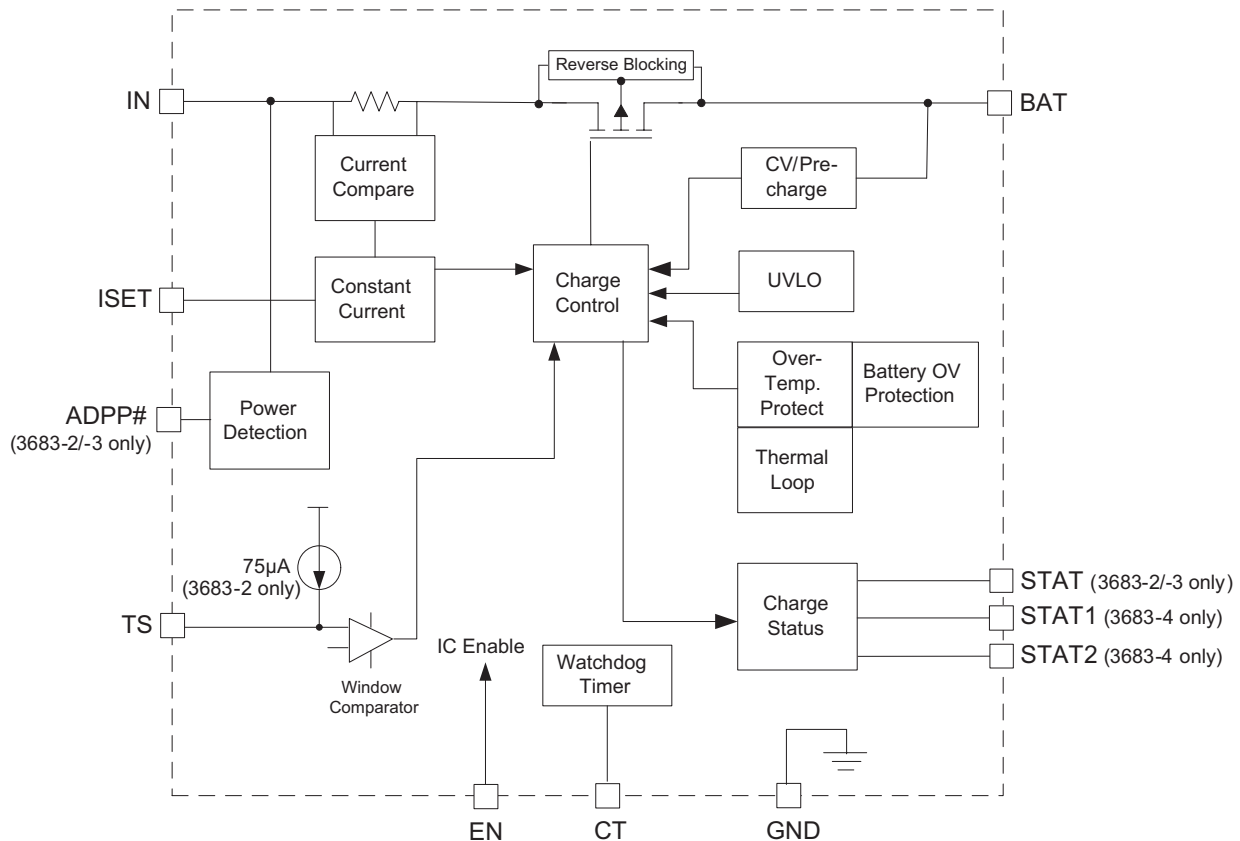 Reverse Blocking
IN
BAT
Current
Compare
CV/Pre-
charge
ISET
Constant
Current
Charge
Control
UVLO
Over-
Temp.
Protect
Battery OV
Protection
ADPP#
(3683-2/-3 only)
Power
Detection
Thermal
Loop
75µA
(3683-2 only)
TS
Window
Comparator
IC Enable
Watchdog
Timer
Charge
Status
STAT (3683-2/-3 only)
STAT1 (3683-4 only)
STAT2 (3683-4 only)
EN
CT
GND